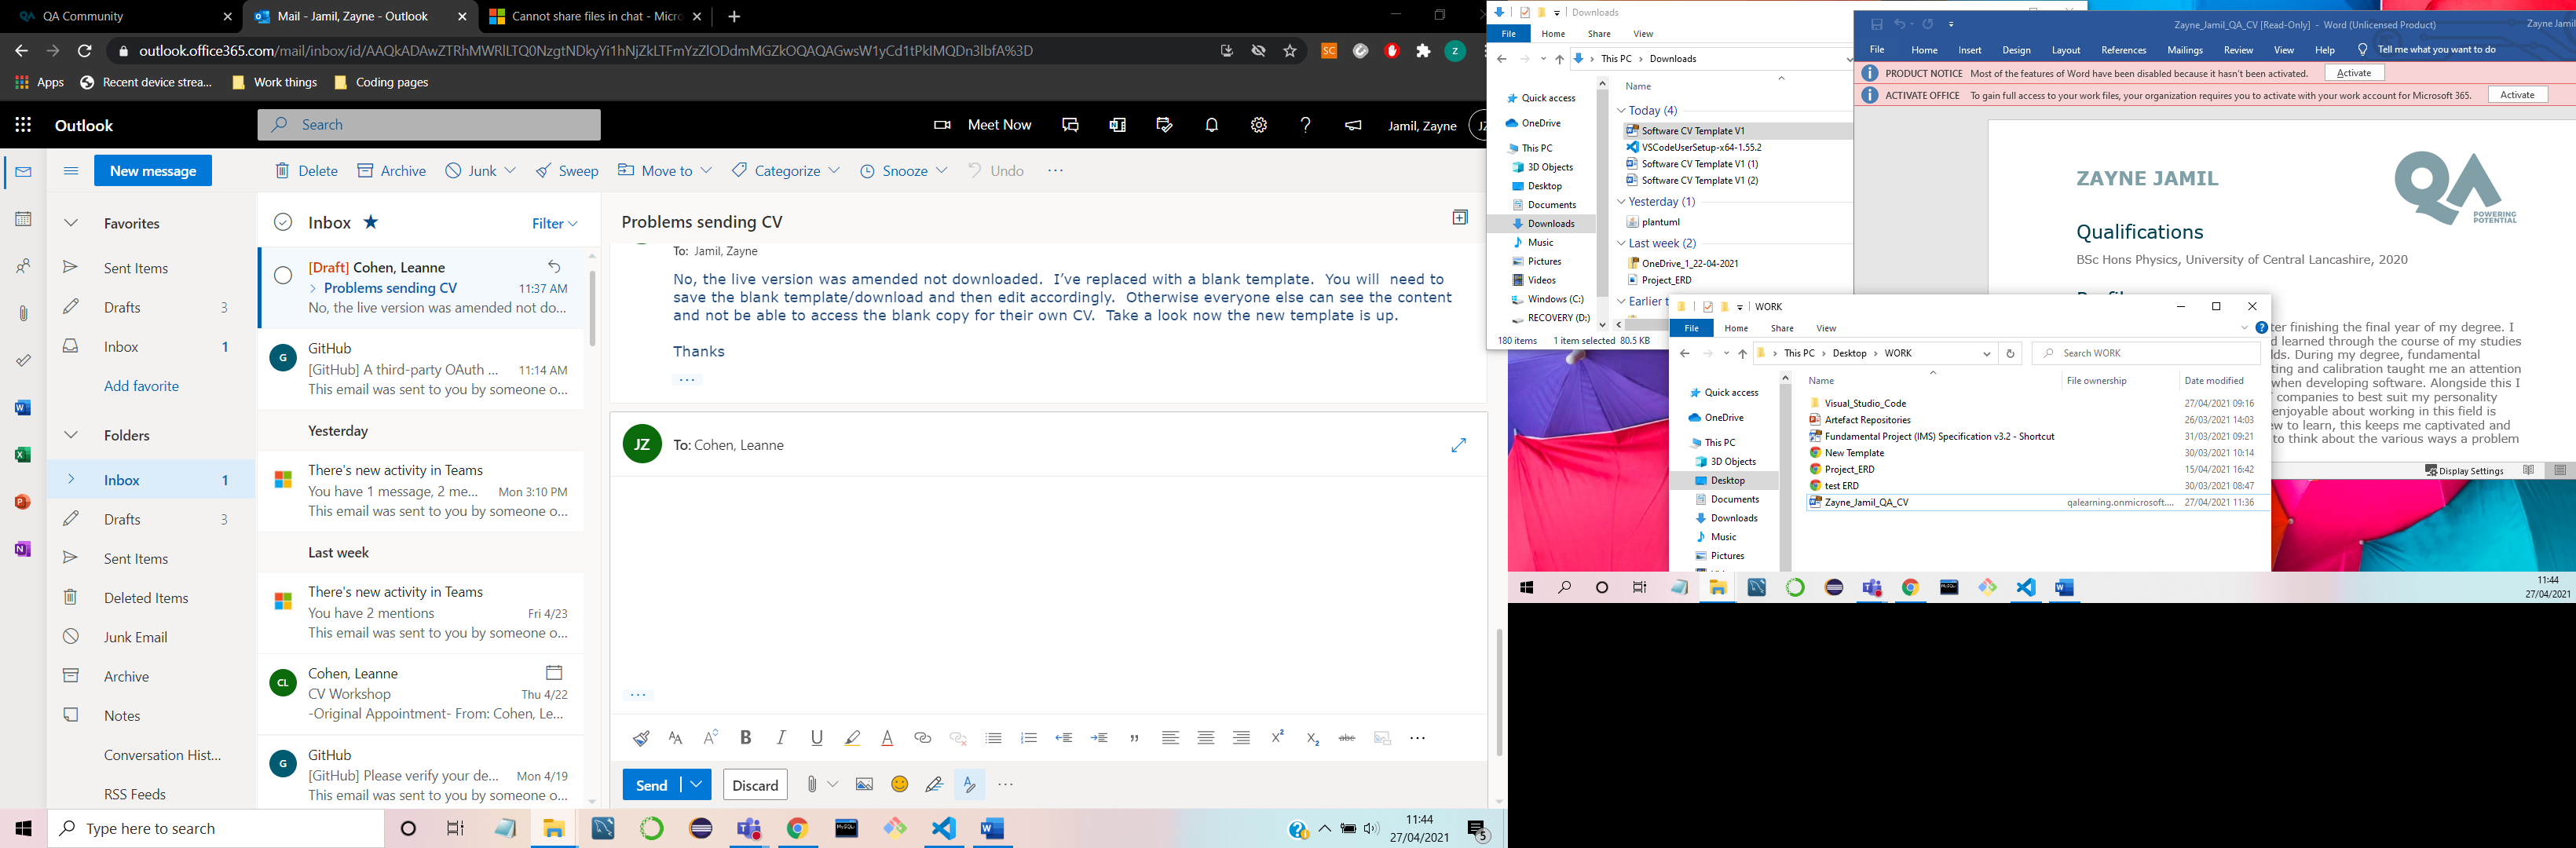 QA Community
Mail - Jamil, Zayne - Outlook
Cannot share files in chat - Micro
outlook.office365.com/mail/inbox/id/AAQkADAwZTRhMWRlLTQ0NzgtNDkyYi1hNjZkLTFmYzZlODdmMGZkOQAQAGwsW1yCd1tPklMQDn3lbfA%3D
Apps
Recent device strea...
Work things
Coding pages
Outlook
Search
Meet Now
Jamil, Zayne
JZ
New message
Delete
Archive
Junk
Sweep
Move to
Categorize
Snooze
Undo
Favorites
Sent Items
Drafts 3
Inbox 1
Add favorite
Folders
Inbox 1
Drafts 3
Sent Items
Deleted Items
Junk Email
Archive
Notes
Conversation Hist...
RSS Feeds
Inbox
Filter
[Draft] Cohen, Leanne
Problems sending CV 11:37 AM
No, the live version was amended not do...
G
GitHub
[GitHub] A third-party OAuth ... 11:14 AM
This email was sent to you by someone o...
Yesterday
There's new activity in Teams
You have 1 message, 2 me... Mon 3:10 PM
This email was sent to you by someone o...
Last week
There's new activity in Teams
You have 2 mentions Fri 4/23
This email was sent to you by someone o...
CL
Cohen, Leanne
CV Workshop Thu 4/22
-Original Appointment- From: Cohen, Le...
G
GitHub
[GitHub] Please verify your de... Mon 4/19
This email was sent to you by someone o...
Problems sending CV
To: Jamil, Zayne
No, the live version was amended not downloaded. I've replaced with a blank template. You will need to
save the blank template/download and then edit accordingly. Otherwise everyone else can see the content
and not be able to access the blank copy for their own CV. Take a look now the new template is up.
Thanks
...
JZ
To: Cohen, Leanne
...
Send
Discard
Type here to search
11:44
27/04/2021
5
Downloads
File Home Share View
This PC > Downloads
Quick access
OneDrive
This PC
3D Objects
Desktop
Documents
Downloads
Music
Pictures
Videos
Windows (C:)
RECOVERY (D:)
Name
Today (4)
Software CV Template V1
VSCodeUserSetup-x64-1.55.2
Software CV Template V1 (1)
Software CV Template V1 (2)
Yesterday (1)
plantuml
Last week (2)
OneDrive_1_22-04-2021
Project_ERD
Earlier t
180 items 1 item selected 80.5 KB
Zayne_Jamil_QA_CV [Read-Only] - Word (Unlicensed Product)
Zayne Jamil
File Home Insert Design Layout References Mailings Review View Help Tell me what you want to do
PRODUCT NOTICE Most of the features of Word have been disabled because it hasn't been activated. Activate
ACTIVATE OFFICE To gain full access to your work files, your organization requires you to activate with your work account for Microsoft 365. Activate
ZAYNE JAMIL
QA
POWERING
POTENTIAL
Qualifications
BSc Hons Physics, University of Central Lancashire, 2020
ter finishing the final year of my degree. I
d learned through the course of my studies
lds. During my degree, fundamental
ting and calibration taught me an attention
when developing software. Alongside this I
companies to best suit my personality
enjoyable about working in this field is
ew to learn, this keeps me captivated and
to think about the various ways a problem
Display Settings
WORK
File Home Share View
This PC > Desktop > WORK
Search WORK
Quick access
OneDrive
This PC
3D Objects
Desktop
Documents
Downloads
Music
Pictures
Name File ownership Date modified
Visual_Studio_Code 27/04/2021 09:16
Artefact Repositories 26/03/2021 14:03
Fundamental Project (IMS) Specification v3.2 - Shortcut 31/03/2021 09:21
New Template 30/03/2021 10:14
Project_ERD 15/04/2021 16:42
test ERD 30/03/2021 08:47
Zayne_Jamil_QA_CV qalearning.onmicrosoft.... 27/04/2021 11:36
11:44
27/04/2021